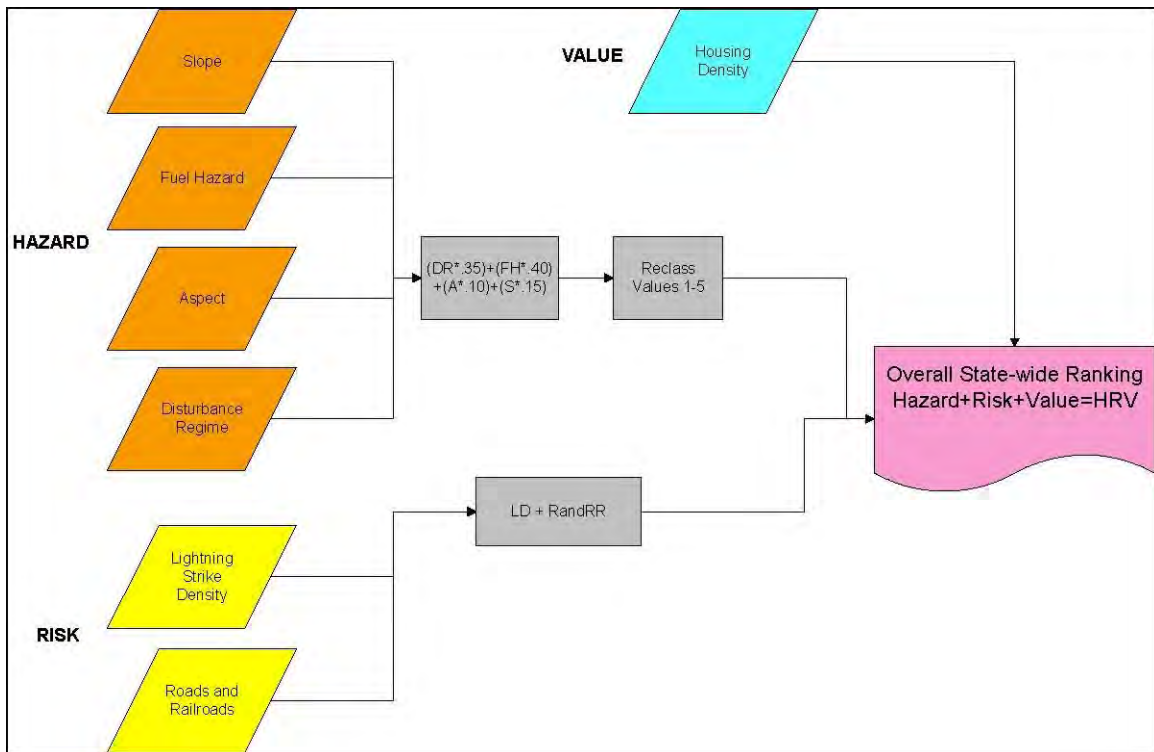 Slope
VALUE
Housing
Density
Fuel Hazard
HAZARD
(DR*.35)+(FH*.40)
+(A*.10)+(S*.15)
Reclass
Values 1-5
Aspect
Overall State-wide Ranking
Hazard+Risk+Value=HRV
Disturbance
Regime
LD + RandRR
Lightning
Strike
Density
RISK
Roads and
Railroads